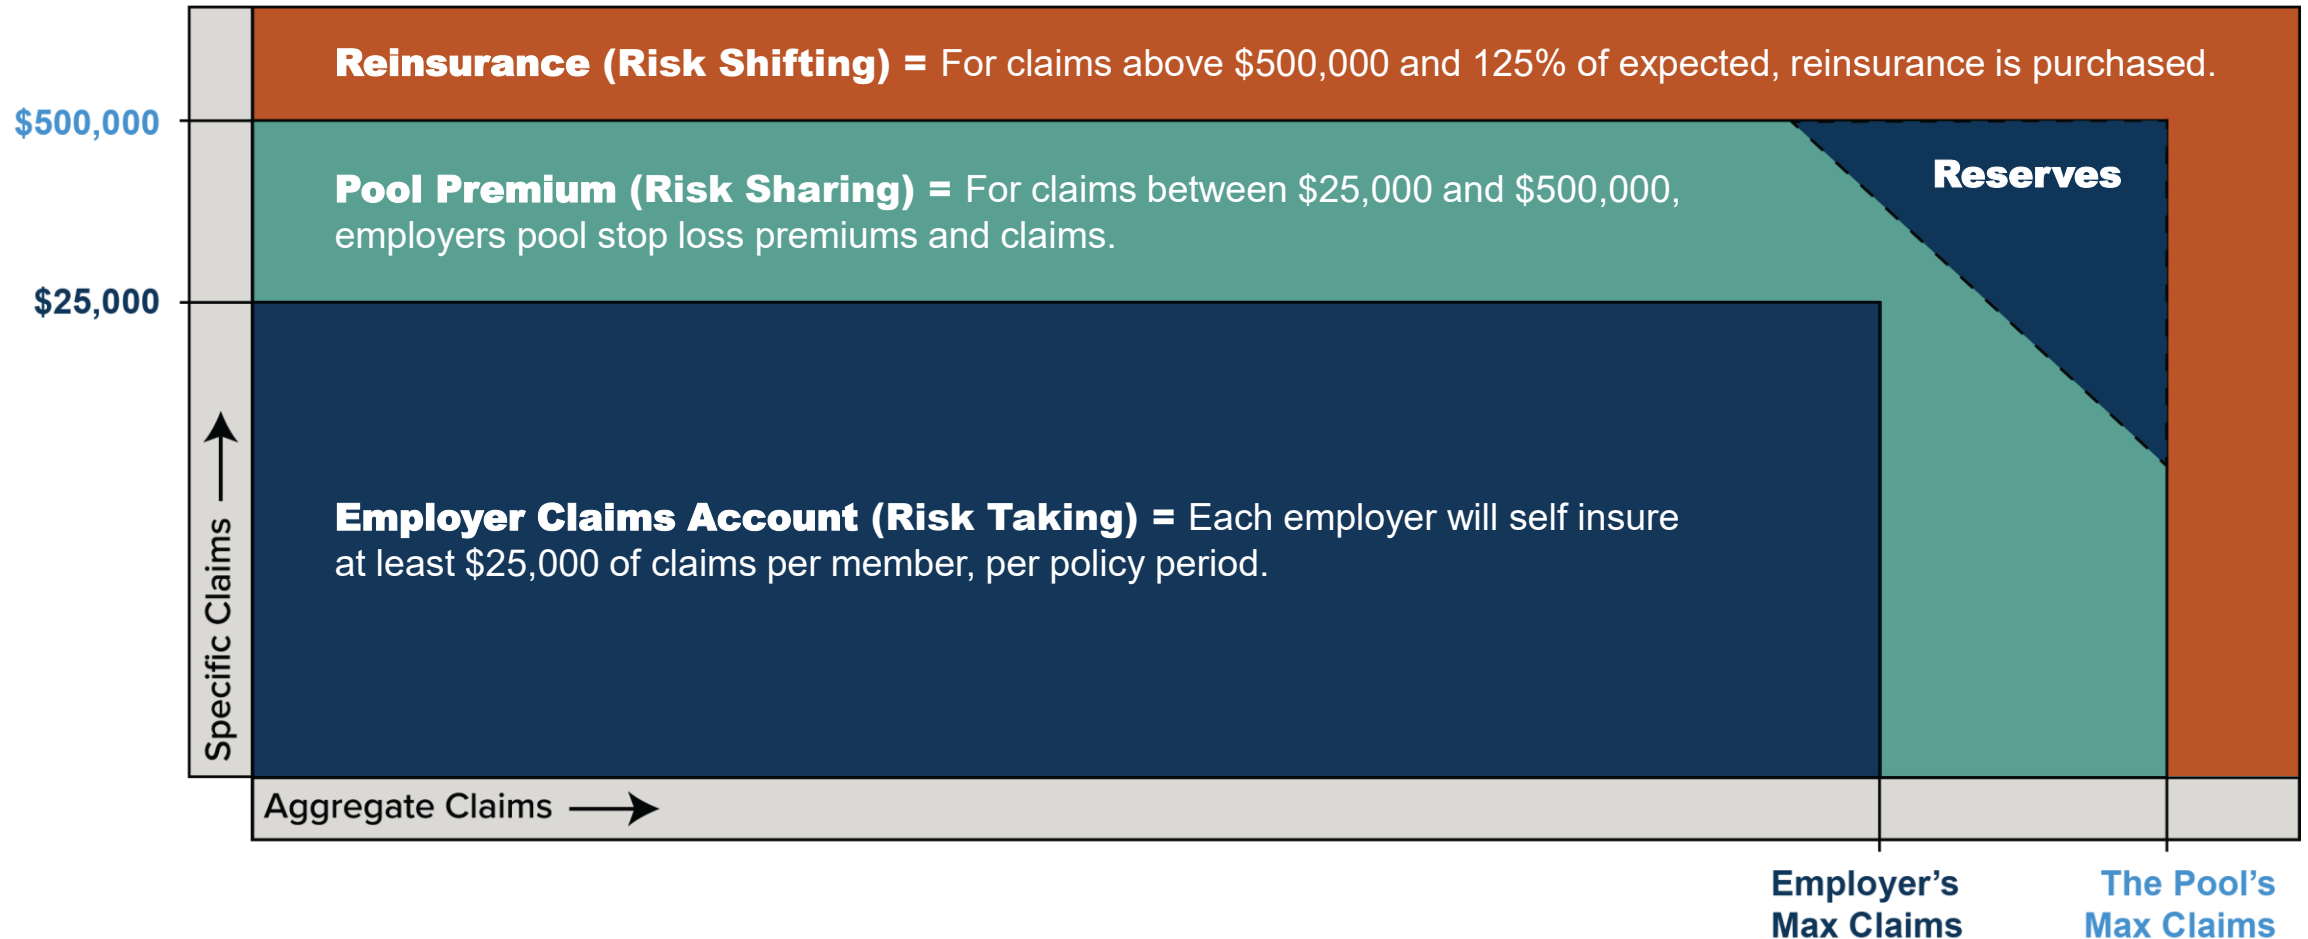 Reinsurance (Risk Shifting) = For claims above $500,000 and 125% of expected, reinsurance is purchased.
$500,000
Pool Premium (Risk Sharing) = For claims between $25,000 and $500,000,
employers pool stop loss premiums and claims.
Reserves
$25,000
Employer Claims Account (Risk Taking) = Each employer will self insure
at least $25,000 of claims per member, per policy period.
Specific Claims
Aggregate Claims
Employer’s
Max Claims
The Pool’s
Max Claims